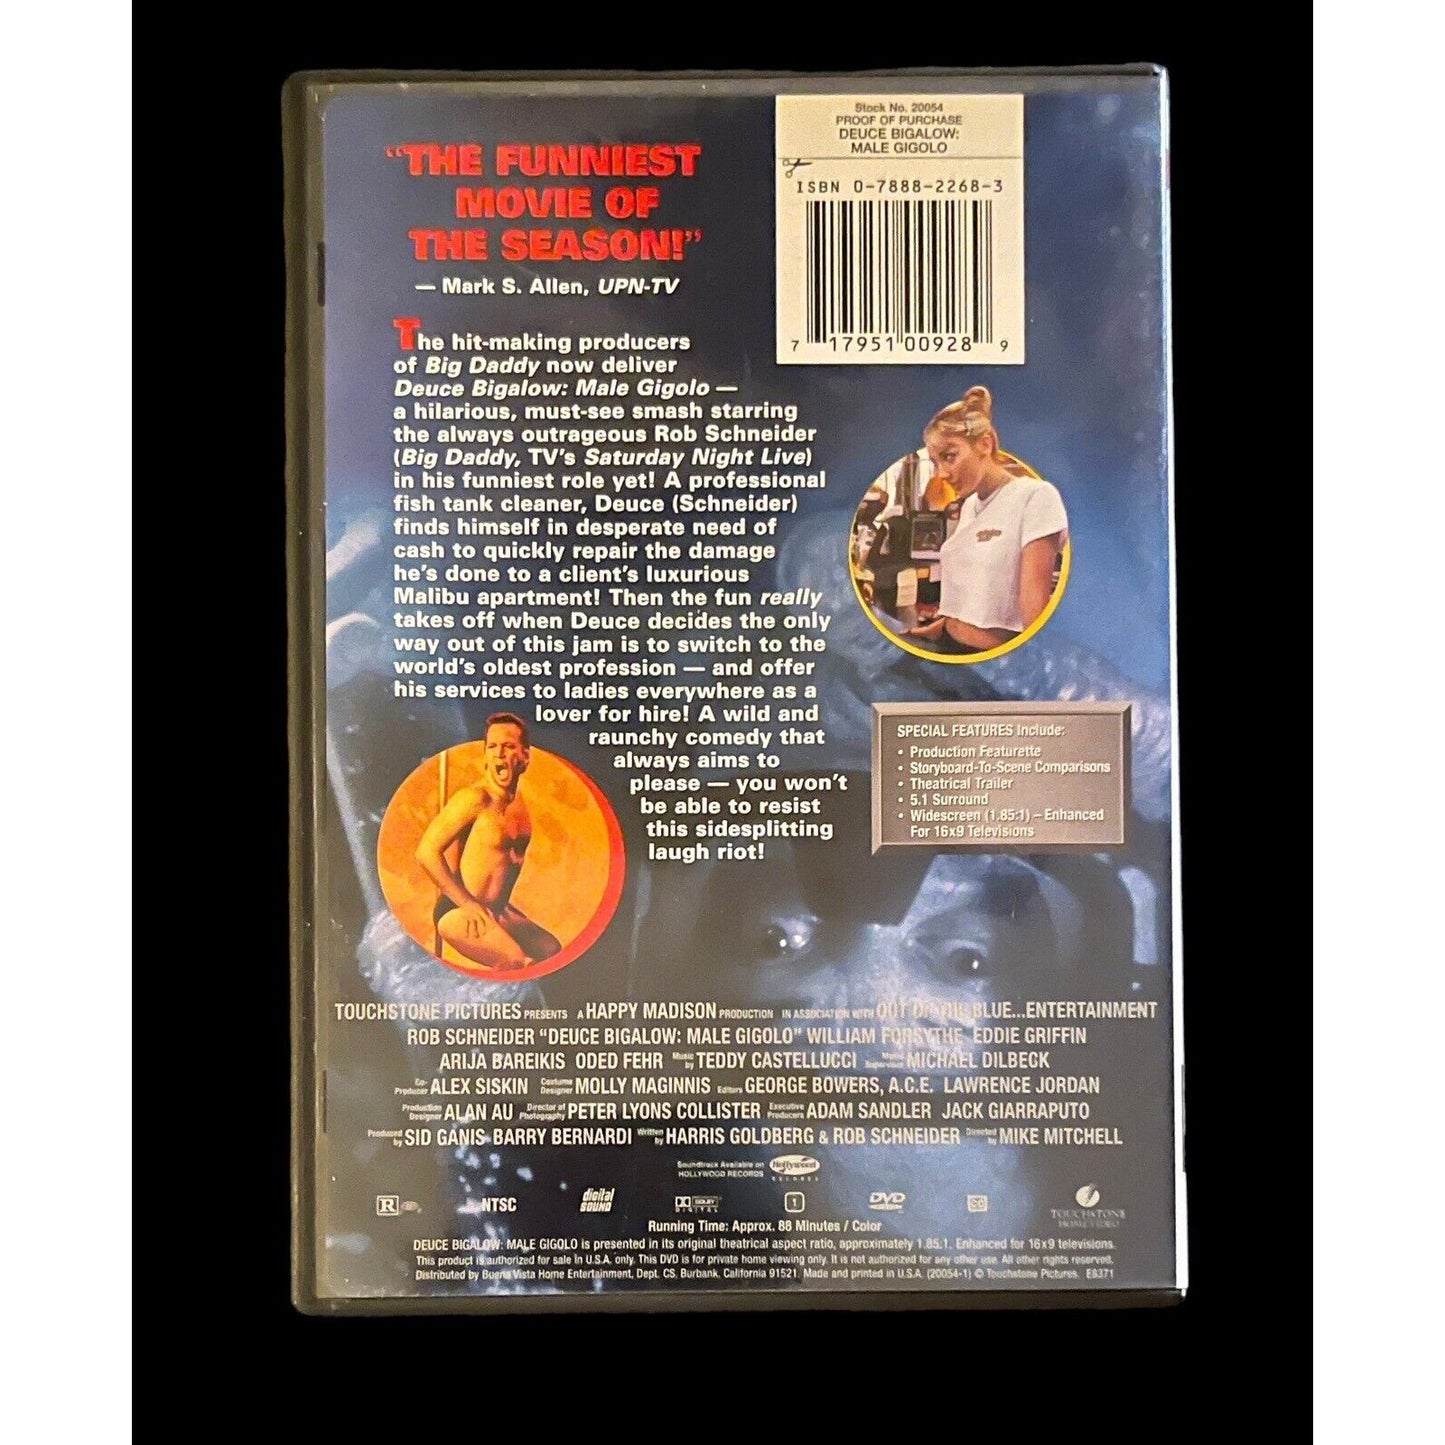 "THE FUNNIEST
MOVIE OF
THE SEASON!"
— Mark S. Allen, UPN-TV
Stock No. 20054
PROOF OF PURCHASE
DEUCE BIGALOW:
MALE GIGOLO
ISBN 0-7888-2268-3
7 17951 00928 9
The hit-making producers
of Big Daddy now deliver
Deuce Bigalow: Male Gigolo —
a hilarious, must-see smash starring
the always outrageous Rob Schneider
(Big Daddy, TV's Saturday Night Live)
in his funniest role yet! A professional
fish tank cleaner, Deuce (Schneider)
finds himself in desperate need of
cash to quickly repair the damage
he's done to a client's luxurious
Malibu apartment! Then the fun really
takes off when Deuce decides the only
way out of this jam is to switch to the
world's oldest profession — and offer
his services to ladies everywhere as a
lover for hire! A wild and
raunchy comedy that
always aims to
please — you won't
be able to resist
this sidesplitting
laugh riot!
SPECIAL FEATURES Include:
• Production Featurette
• Storyboard-To-Scene Comparisons
• Theatrical Trailer
• 5.1 Surround
• Widescreen (1.85:1) – Enhanced
For 16x9 Televisions
TOUCHSTONE PICTURES PRESENTS A HAPPY MADISON PRODUCTION IN ASSOCIATION WITH OUT OF THE BLUE...ENTERTAINMENT
ROB SCHNEIDER "DEUCE BIGALOW: MALE GIGOLO" WILLIAM FORSYTHE EDDIE GRIFFIN
ARIJA BAREIKIS ODED FEHR Music by TEDDY CASTELLUCCI Music Supervisor MICHAEL DILBECK
Co-Producer ALEX SISKIN Costume Designer MOLLY MAGINNIS Editors GEORGE BOWERS, A.C.E. LAWRENCE JORDAN
Production Designer ALAN AU Director of Photography PETER LYONS COLLISTER Executive Producers ADAM SANDLER JACK GIARRAPUTO
Produced by SID GANIS BARRY BERNARDI Written by HARRIS GOLDBERG & ROB SCHNEIDER Directed by MIKE MITCHELL
Soundtrack Available on
HOLLYWOOD RECORDS
Hollywood
RECORDS
R NTSC digital SOUND DOLBY DIGITAL 1 DVD TOUCHSTONE
HOME VIDEO
Running Time: Approx. 88 Minutes / Color
DEUCE BIGALOW: MALE GIGOLO is presented in its original theatrical aspect ratio, approximately 1.85:1. Enhanced for 16x9 televisions.
This product is authorized for sale in U.S.A. only. This DVD is for private home viewing only. It is not authorized for any other use. All other rights reserved.
Distributed by Buena Vista Home Entertainment, Dept. CS, Burbank, California 91521. Made and printed in U.S.A. (20054-1) © Touchstone Pictures. E8371